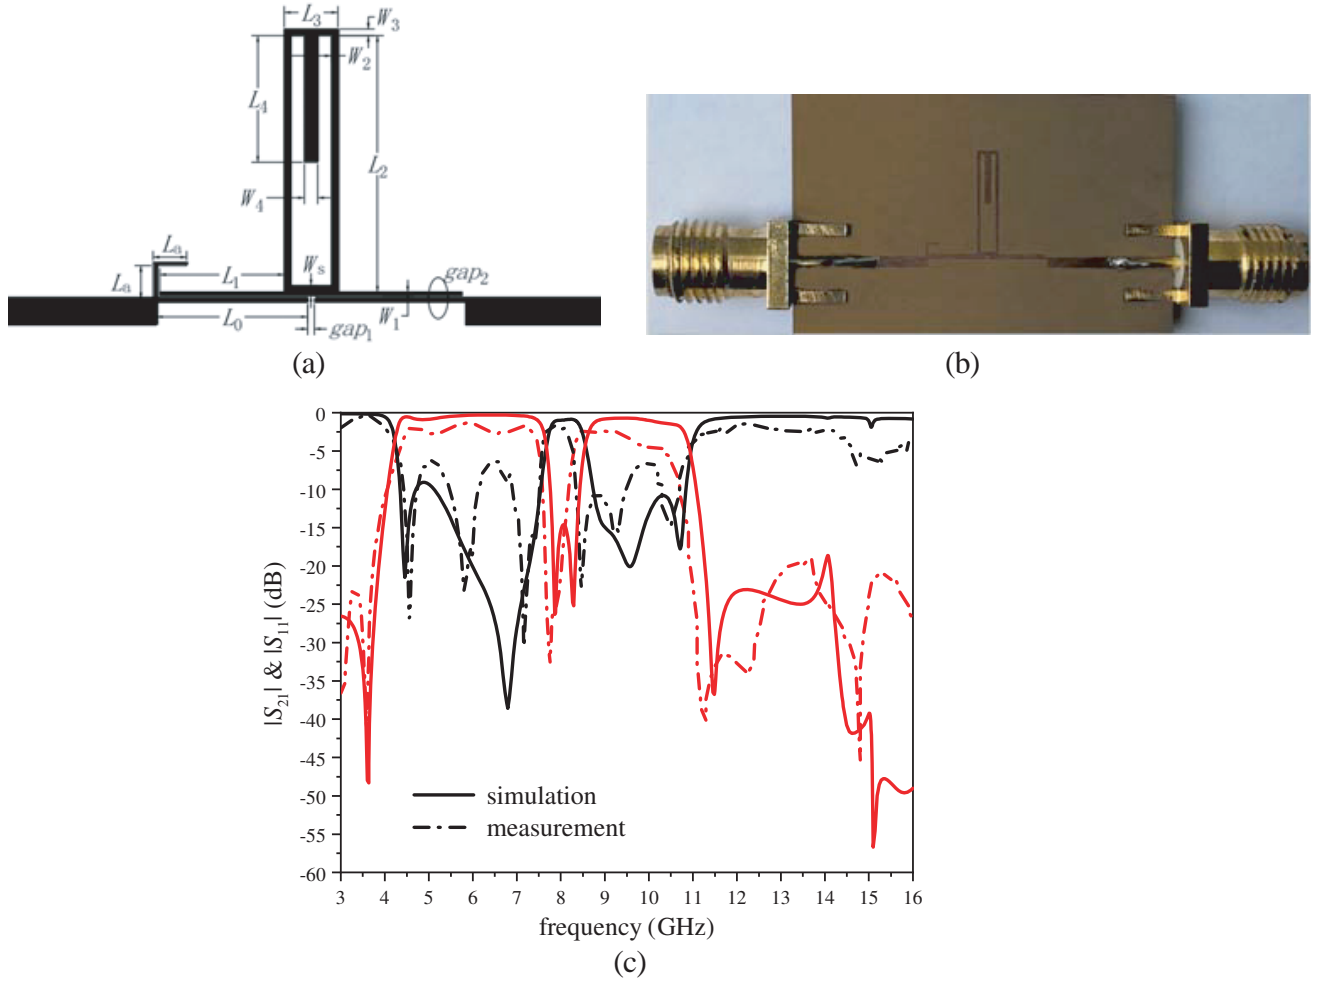 L3
W3
W2
L4
L2
W4
La
Ws
La
L1
gap2
L0
W1
gap1
(a)
(b)
0
-5
-10
-15
-20
-25
-30
-35
-40
-45
-50
-55
-60
|S21| & |S11| (dB)
simulation
measurement
3 4 5 6 7 8 9 10 11 12 13 14 15 16
frequency (GHz)
(c)